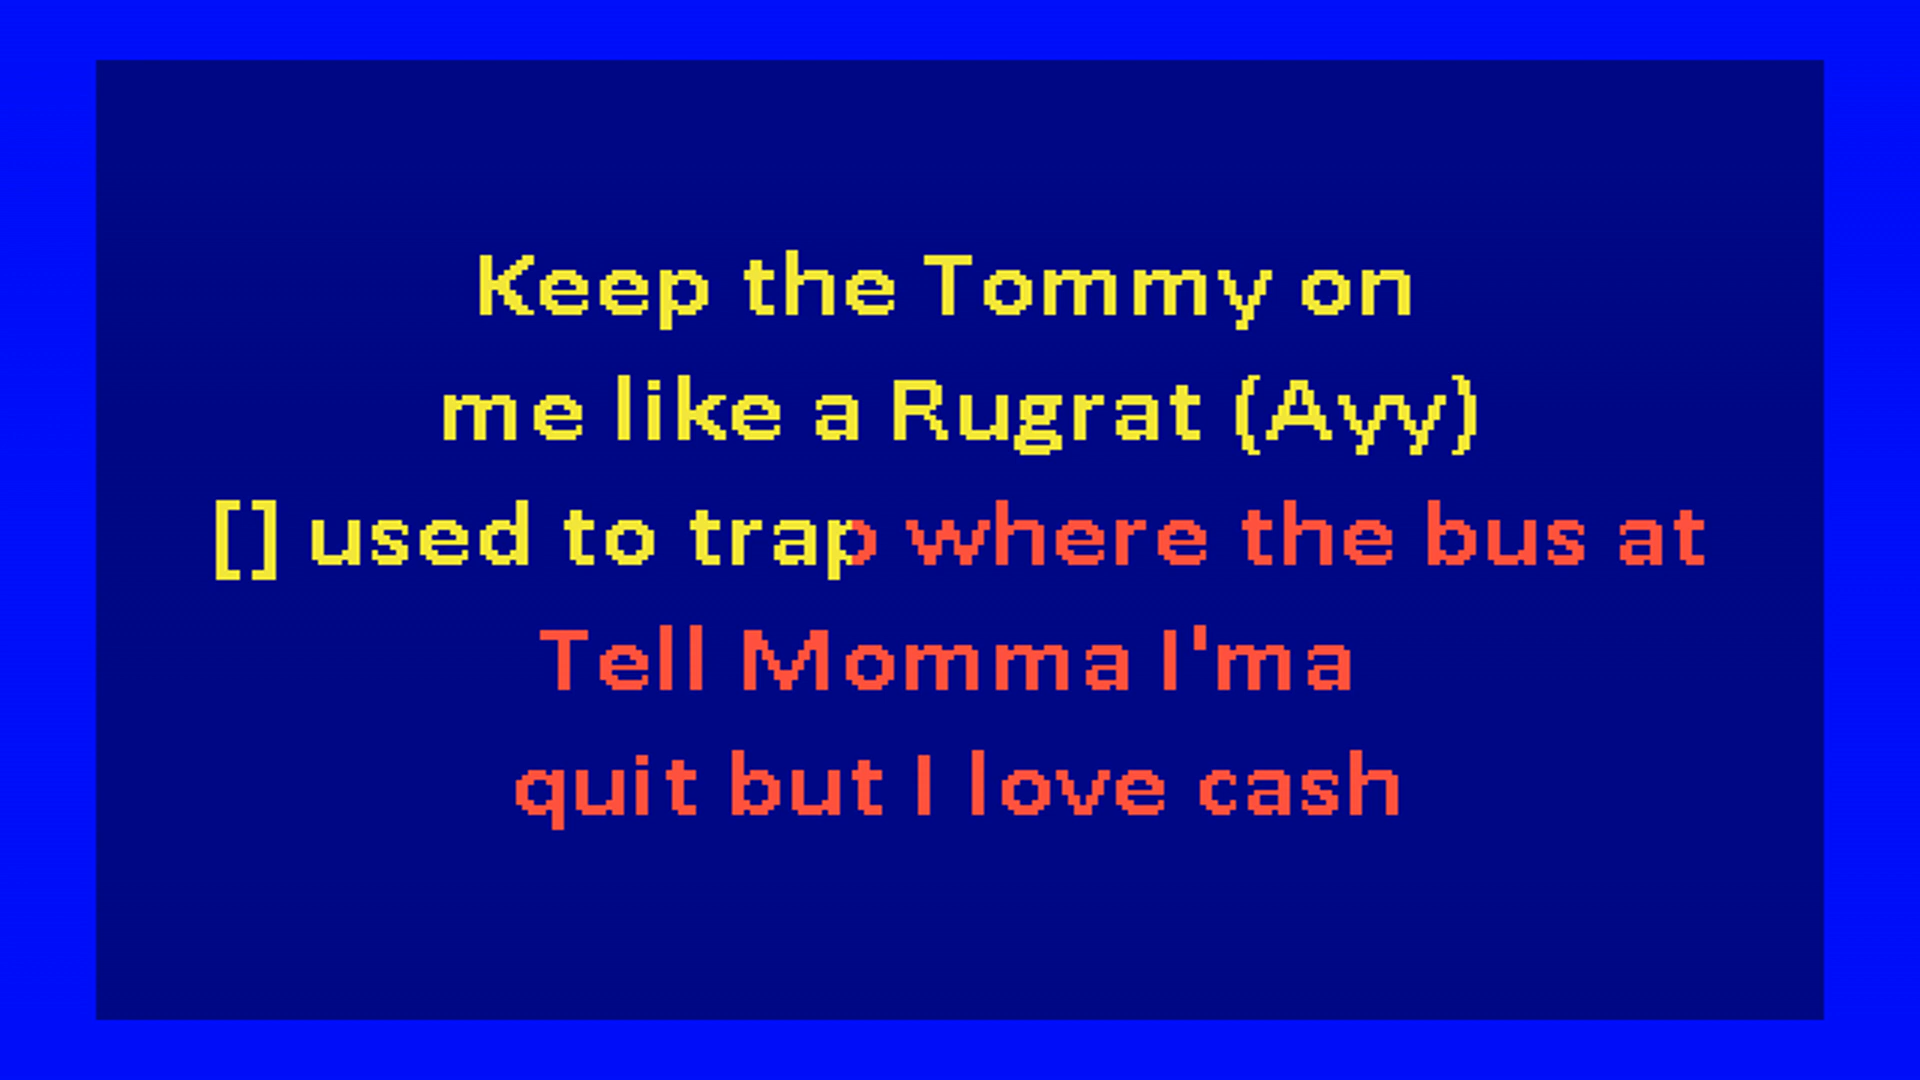 Keep the Tommy on
me like a Rugrat (Ayy)
[] used to trap where the bus at
Tell Momma I'ma
quit but I love cash